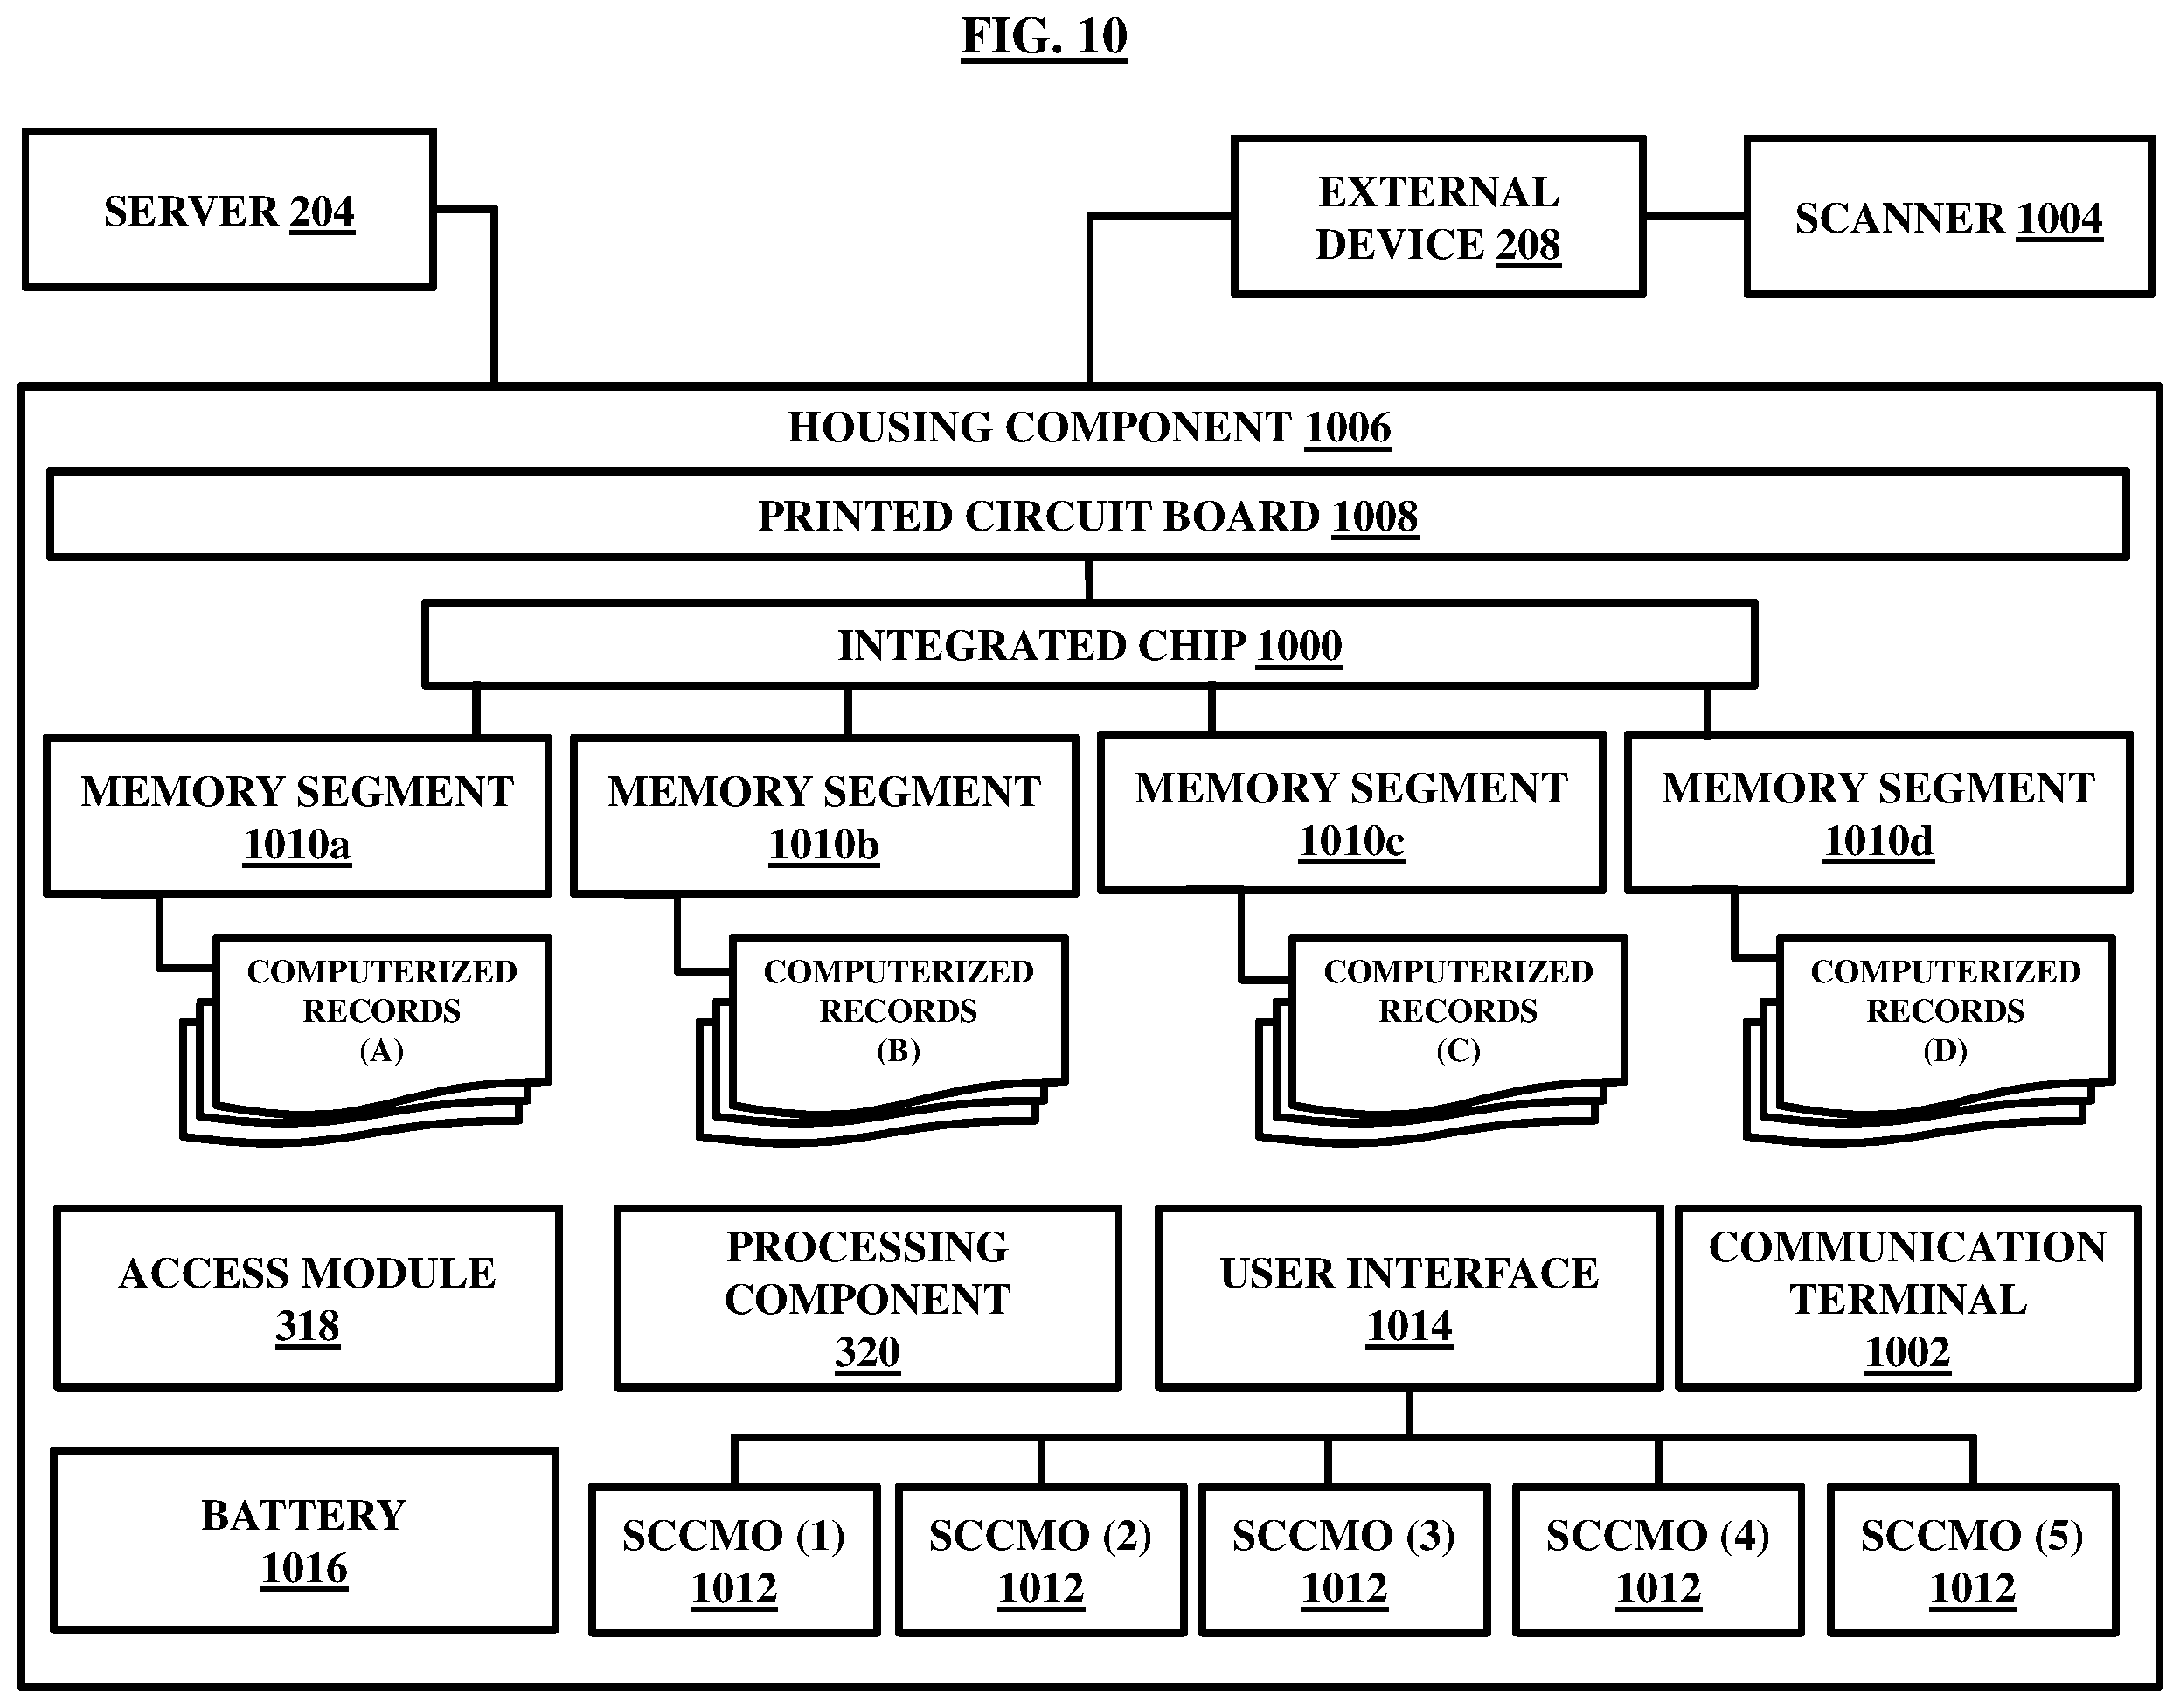 FIG. 10
SERVER 204
EXTERNAL
DEVICE 208
SCANNER 1004
HOUSING COMPONENT 1006
PRINTED CIRCUIT BOARD 1008
INTEGRATED CHIP 1000
MEMORY SEGMENT
1010a
MEMORY SEGMENT
1010b
MEMORY SEGMENT
1010c
MEMORY SEGMENT
1010d
COMPUTERIZED
RECORDS
(A)
COMPUTERIZED
RECORDS
(B)
COMPUTERIZED
RECORDS
(C)
COMPUTERIZED
RECORDS
(D)
ACCESS MODULE
318
PROCESSING
COMPONENT
320
USER INTERFACE
1014
COMMUNICATION
TERMINAL
1002
BATTERY
1016
SCCMO (1)
1012
SCCMO (2)
1012
SCCMO (3)
1012
SCCMO (4)
1012
SCCMO (5)
1012